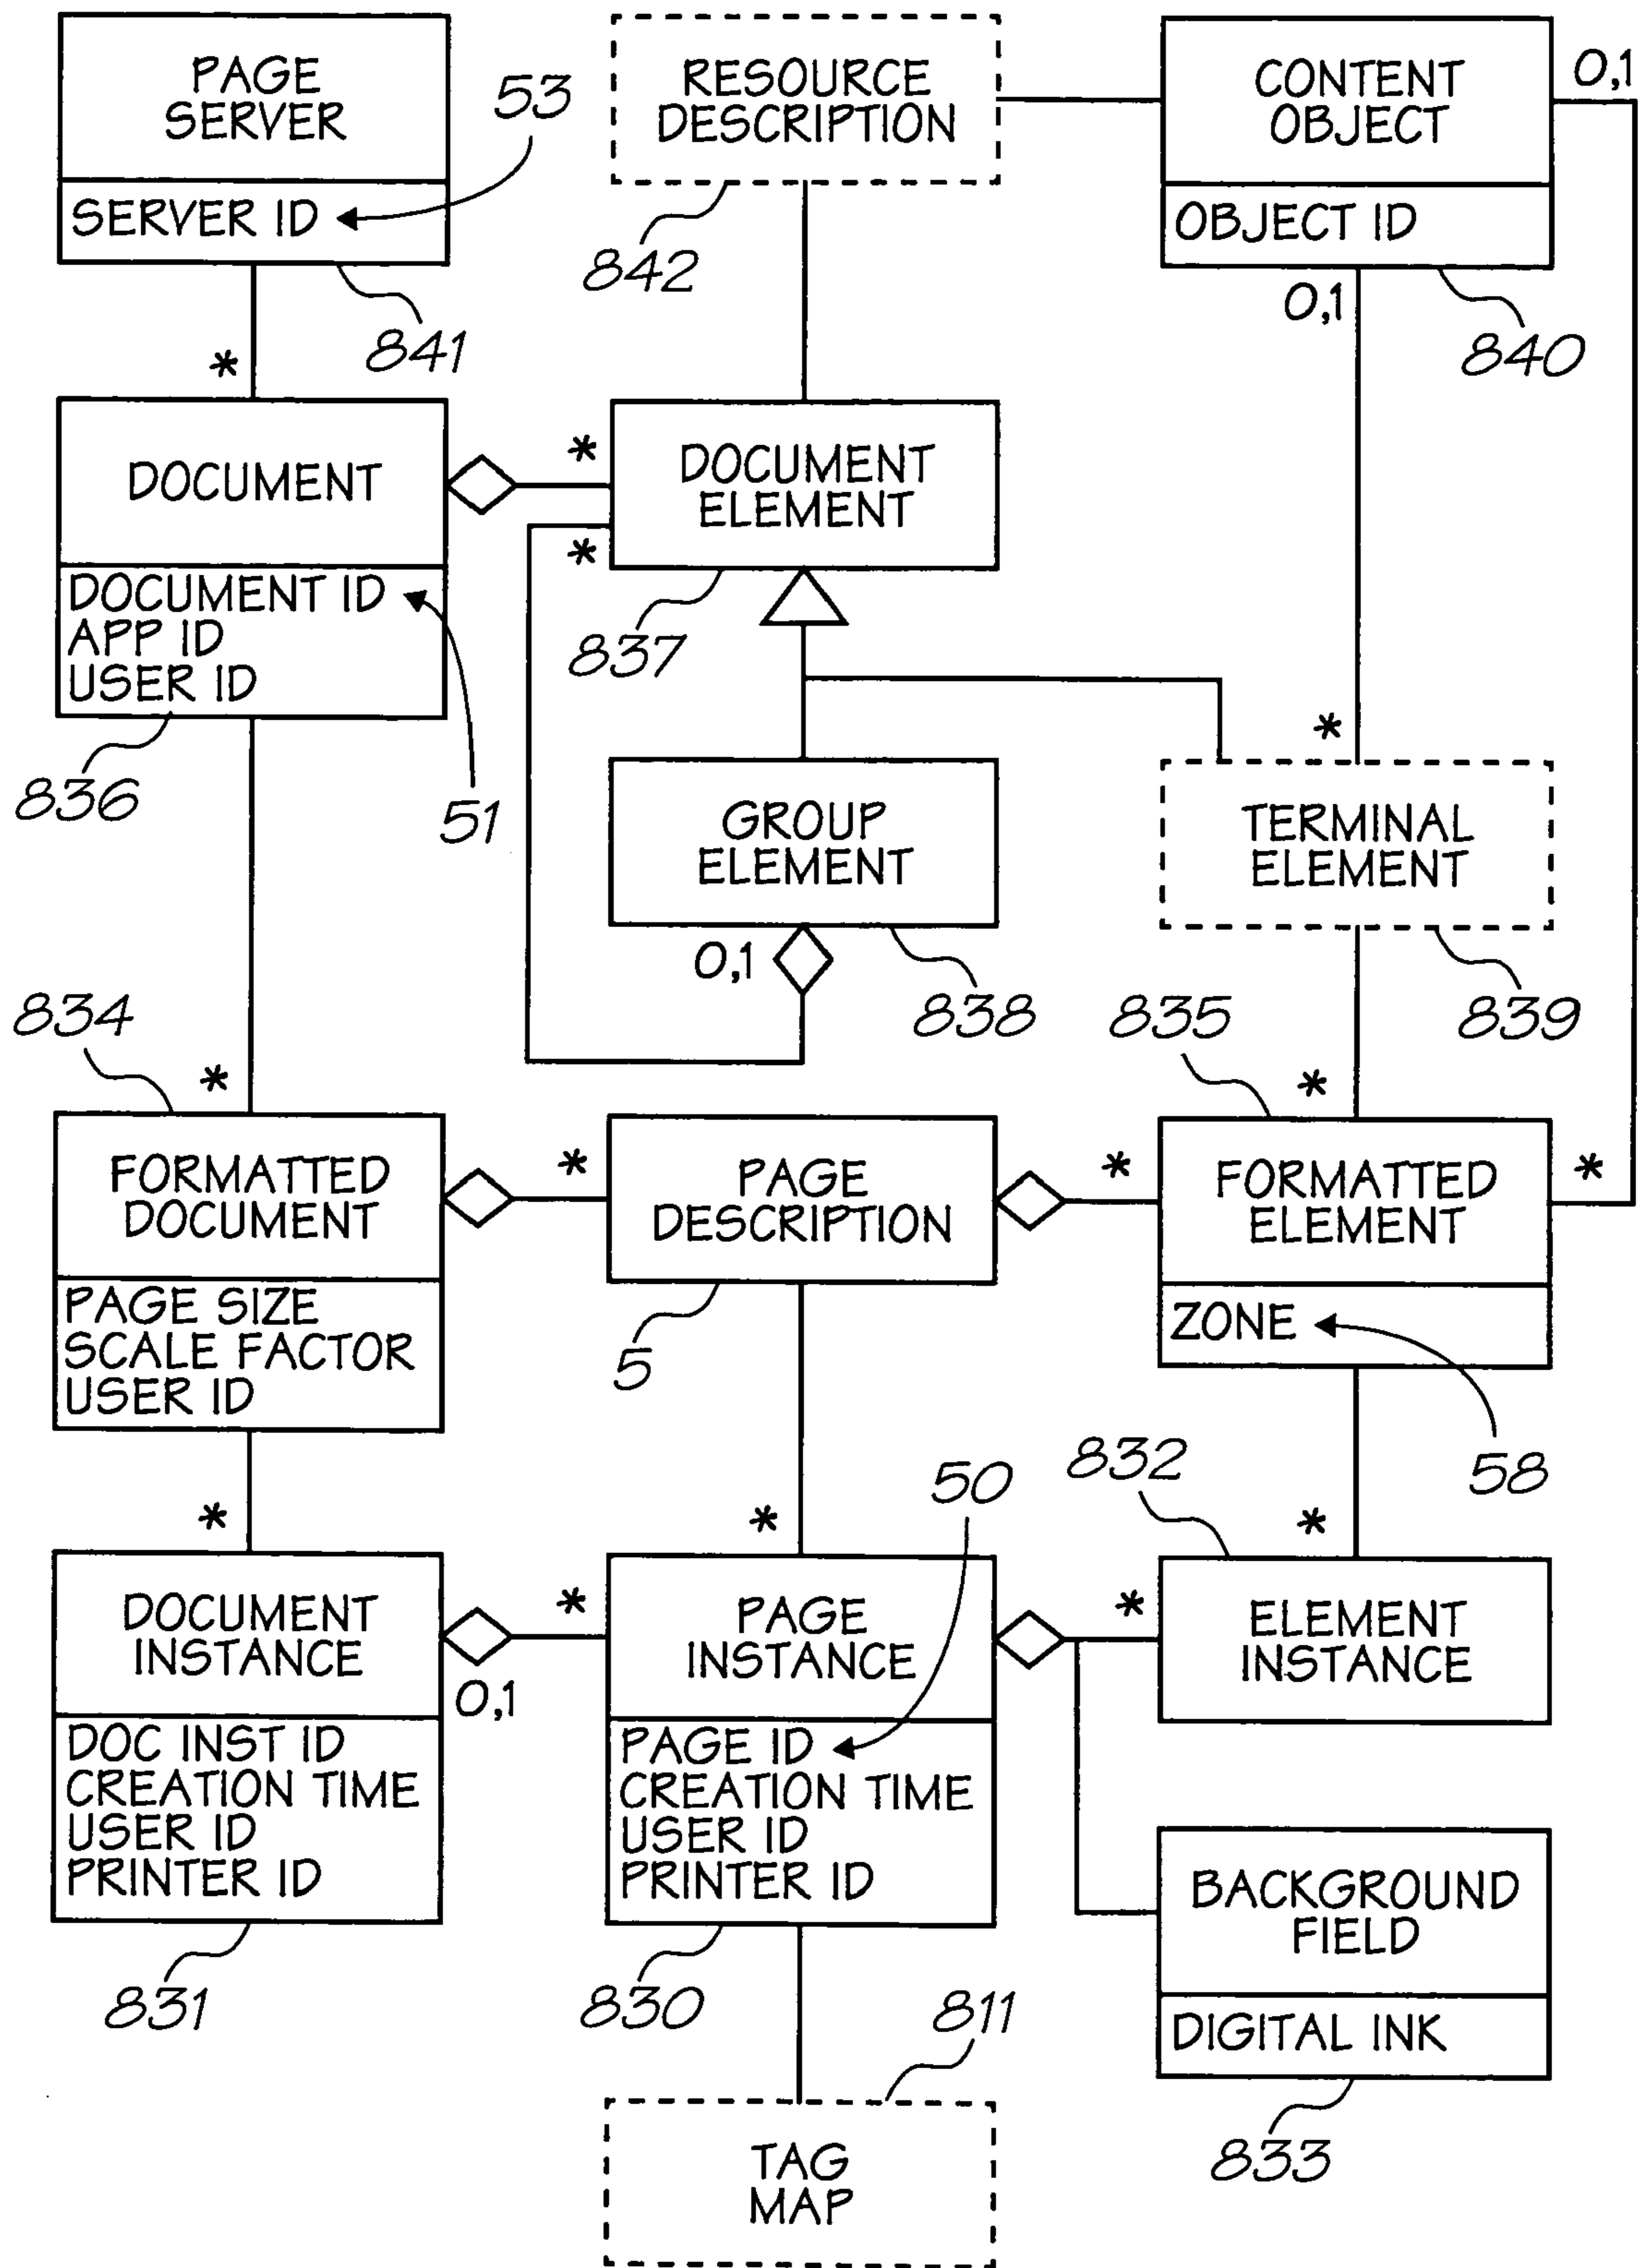 PAGE
SERVER
SERVER ID
53
841
RESOURCE
DESCRIPTION
842
CONTENT
OBJECT
OBJECT ID
0,1
0,1
840
*
DOCUMENT
DOCUMENT ID
APP ID
USER ID
836
51
*
*
DOCUMENT
ELEMENT
837
GROUP
ELEMENT
0,1
838
*
TERMINAL
ELEMENT
839
834
*
FORMATTED
DOCUMENT
PAGE SIZE
SCALE FACTOR
USER ID
*
PAGE
DESCRIPTION
5
835
*
*
*
FORMATTED
ELEMENT
ZONE
58
*
DOCUMENT
INSTANCE
DOC INST ID
CREATION TIME
USER ID
PRINTER ID
831
0,1
*
*
50
PAGE
INSTANCE
PAGE ID
CREATION TIME
USER ID
PRINTER ID
830
832
*
*
ELEMENT
INSTANCE
BACKGROUND
FIELD
DIGITAL INK
833
811
TAG
MAP